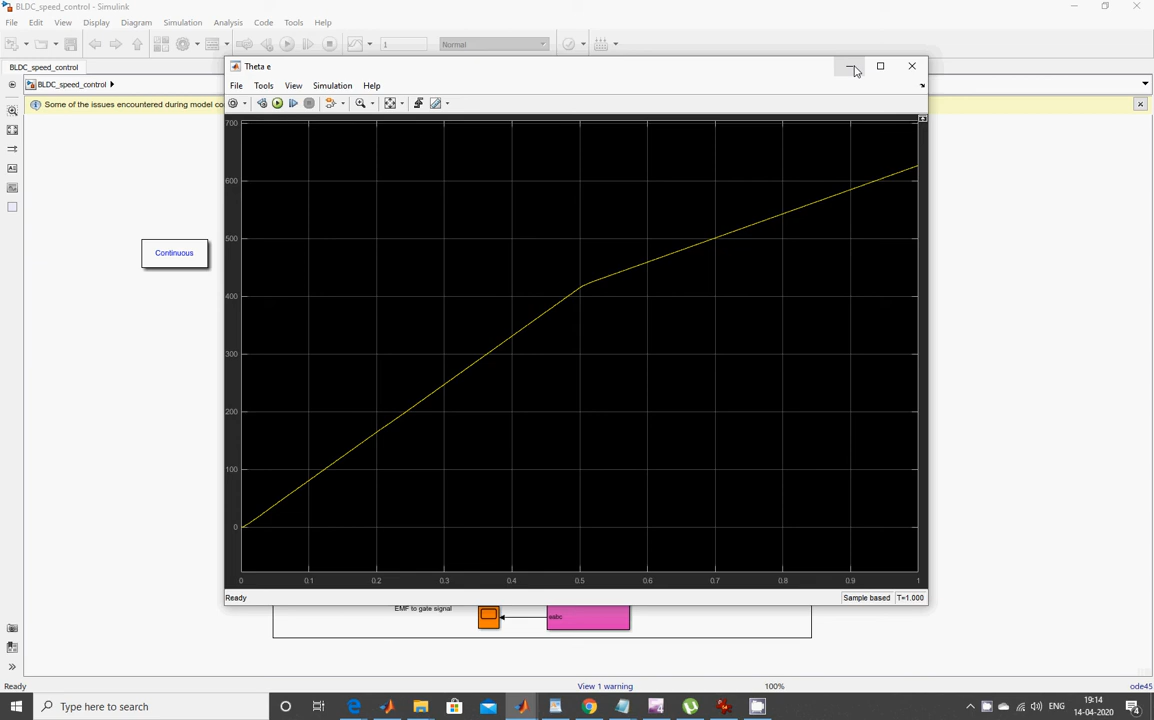 BLDC_speed_control - Simulink
File Edit View Display Diagram Simulation Analysis Code Tools Help
1 Normal
BLDC_speed_control
BLDC_speed_control
Some of the issues encountered during model co
Continuous
Theta e
File Tools View Simulation Help
700
600
500
400
300
200
100
0
0 0.1 0.2 0.3 0.4 0.5 0.6 0.7 0.8 0.9 1
Ready Sample based T=1.000
EMF to gate signal
eabc
Ready View 1 warning 100% ode45
Type here to search
ENG 19:14
14-04-2020
4